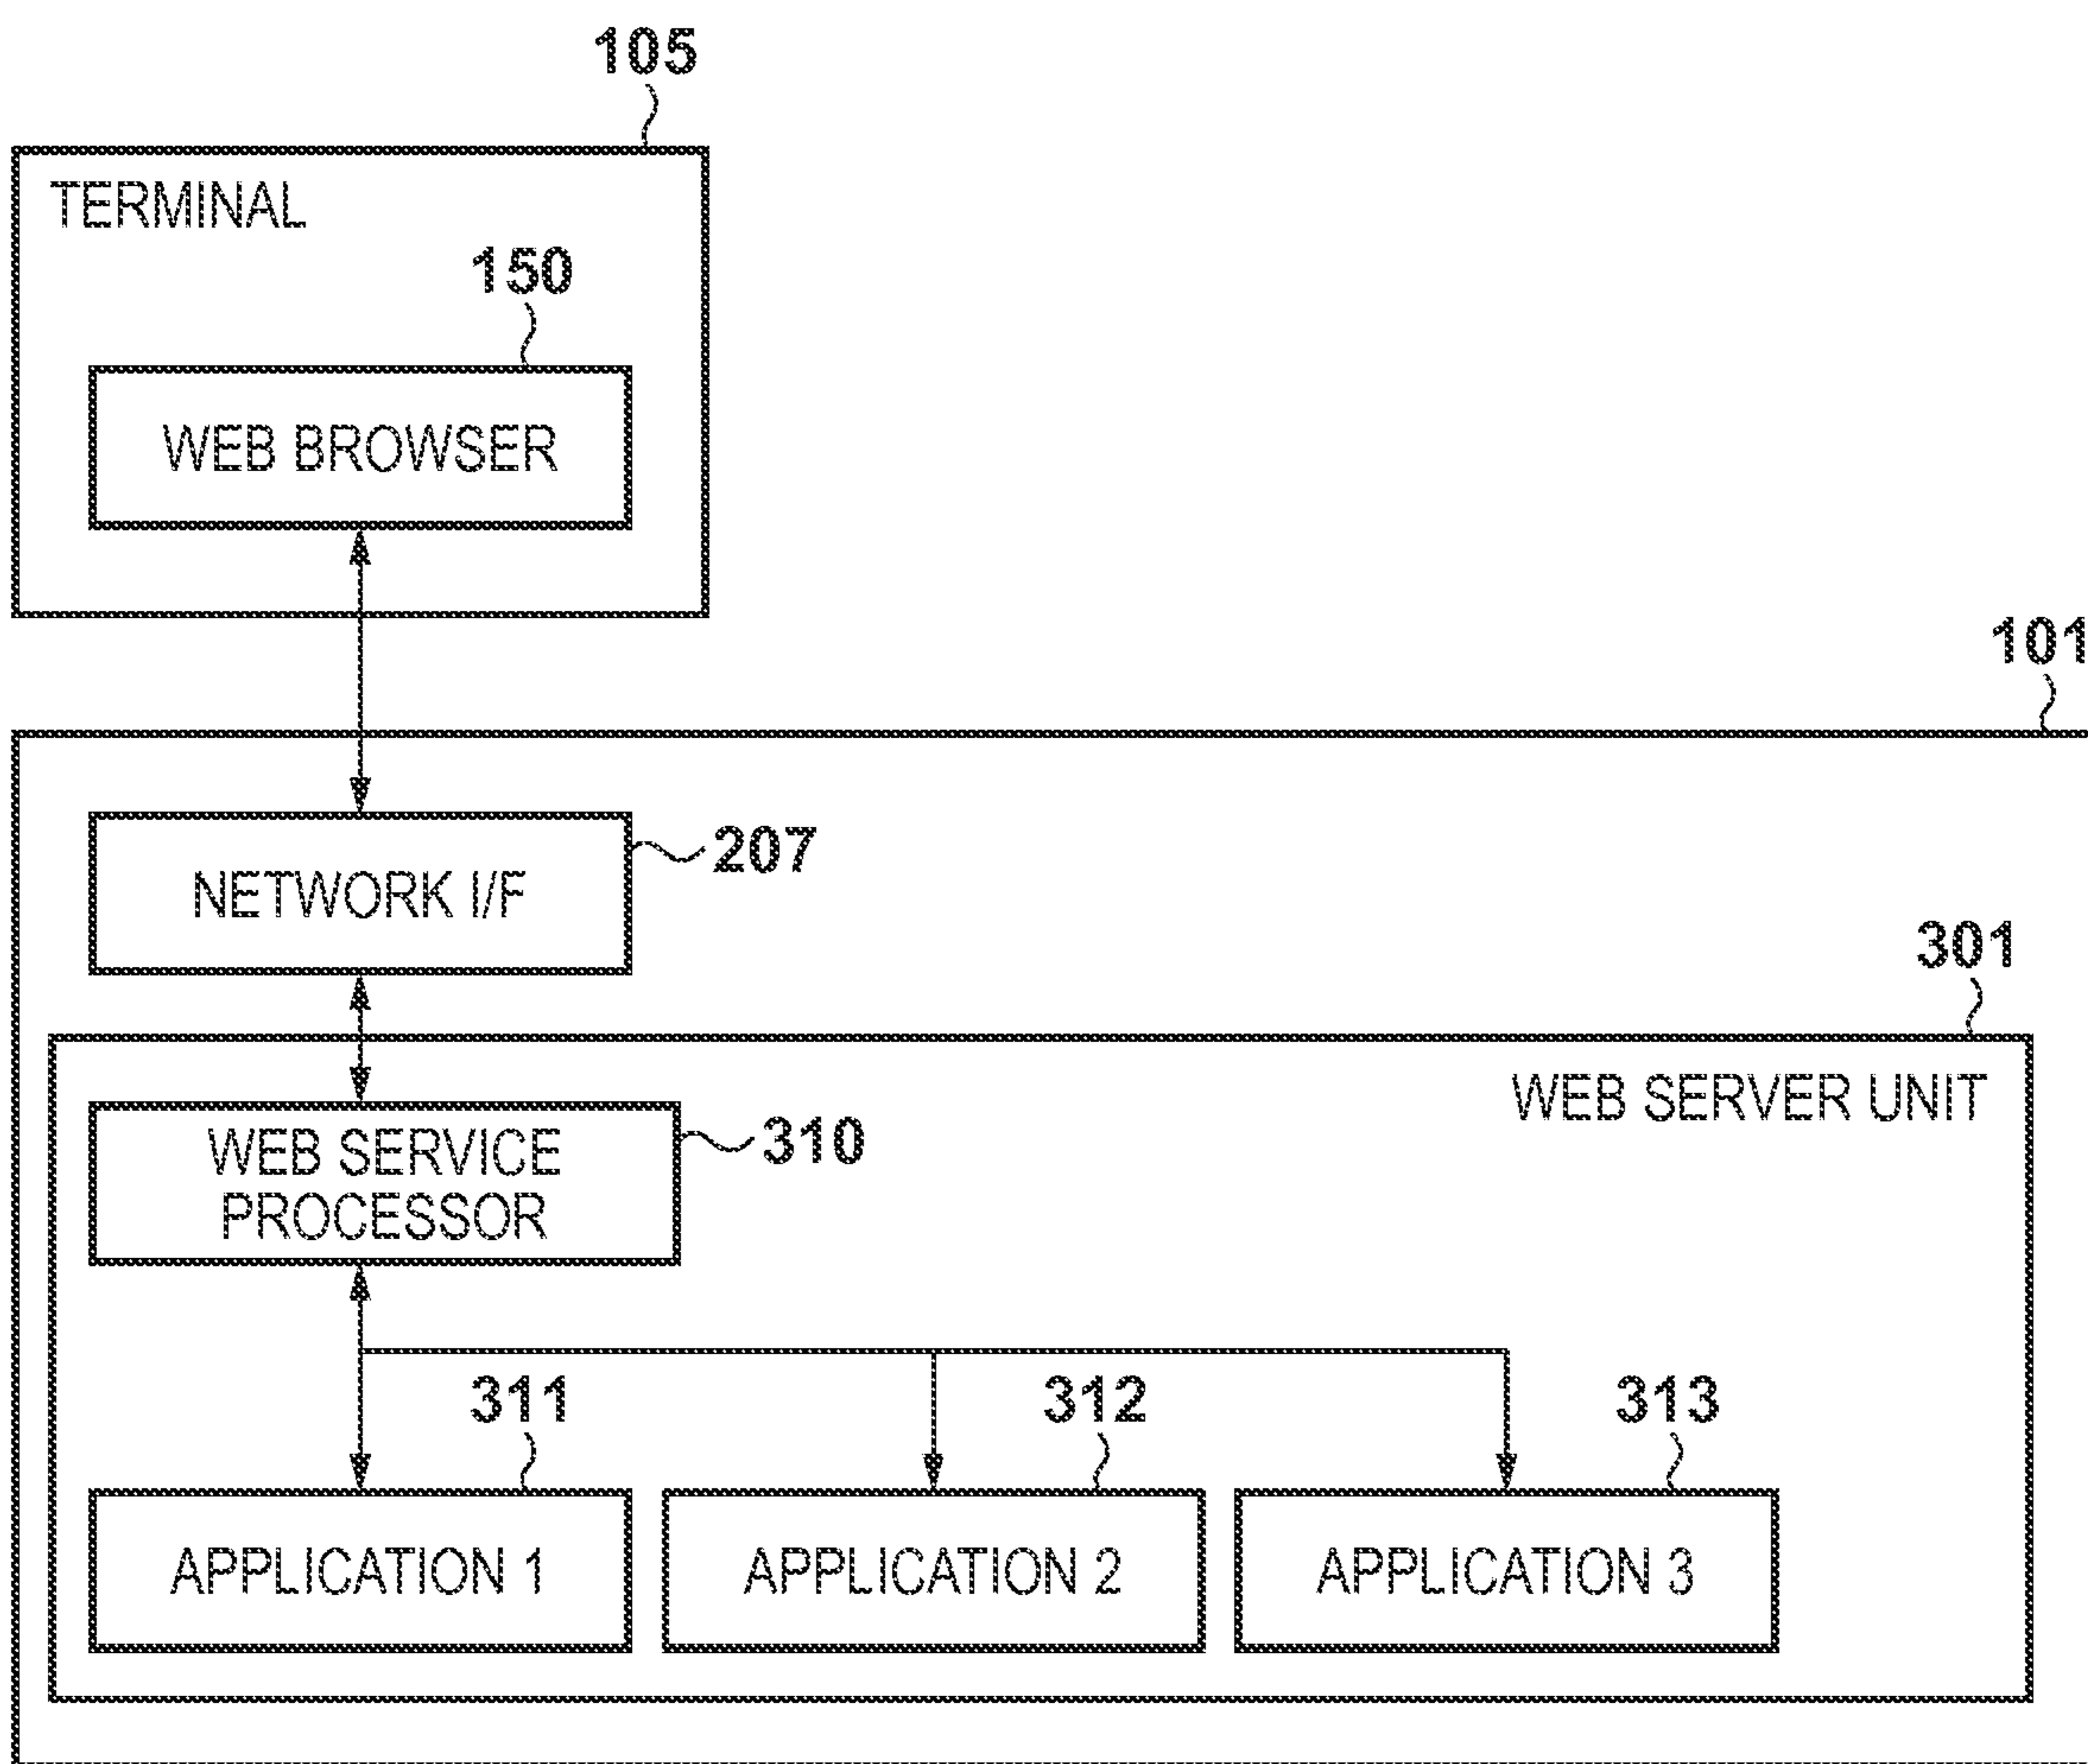 105
TERMINAL
150
WEB BROWSER
101
NETWORK I/F
207
301
WEB SERVER UNIT
WEB SERVICE
PROCESSOR
310
311
312
313
APPLICATION 1
APPLICATION 2
APPLICATION 3